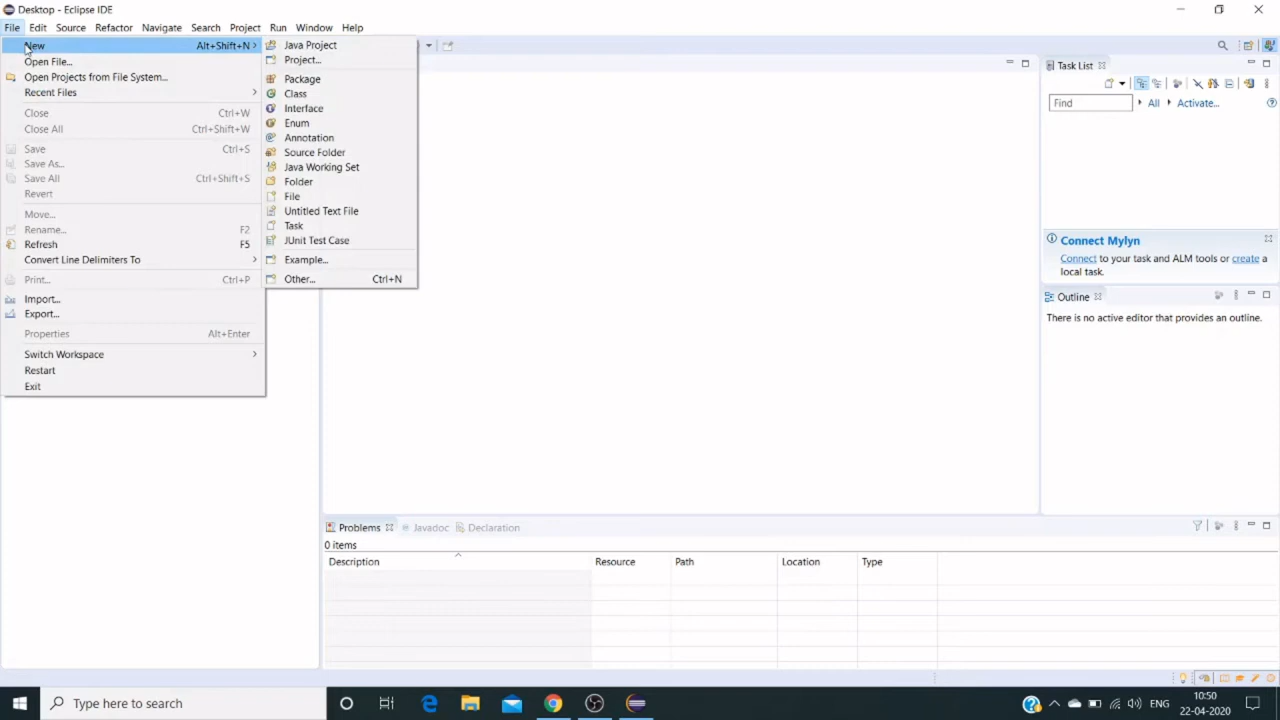 Desktop - Eclipse IDE
File Edit Source Refactor Navigate Search Project Run Window Help
New Alt+Shift+N
Open File...
Open Projects from File System...
Recent Files
Close Ctrl+W
Close All Ctrl+Shift+W
Save Ctrl+S
Save As...
Save All Ctrl+Shift+S
Revert
Move...
Rename... F2
Refresh F5
Convert Line Delimiters To
Print... Ctrl+P
Import...
Export...
Properties Alt+Enter
Switch Workspace
Restart
Exit
Java Project
Project...
Package
Class
Interface
Enum
Annotation
Source Folder
Java Working Set
Folder
File
Untitled Text File
Task
JUnit Test Case
Example...
Other... Ctrl+N
Task List
Find All Activate...
Connect Mylyn
Connect to your task and ALM tools or create a
local task.
Outline
There is no active editor that provides an outline.
Problems Javadoc Declaration
0 items
Description Resource Path Location Type
Type here to search
ENG
10:50
22-04-2020